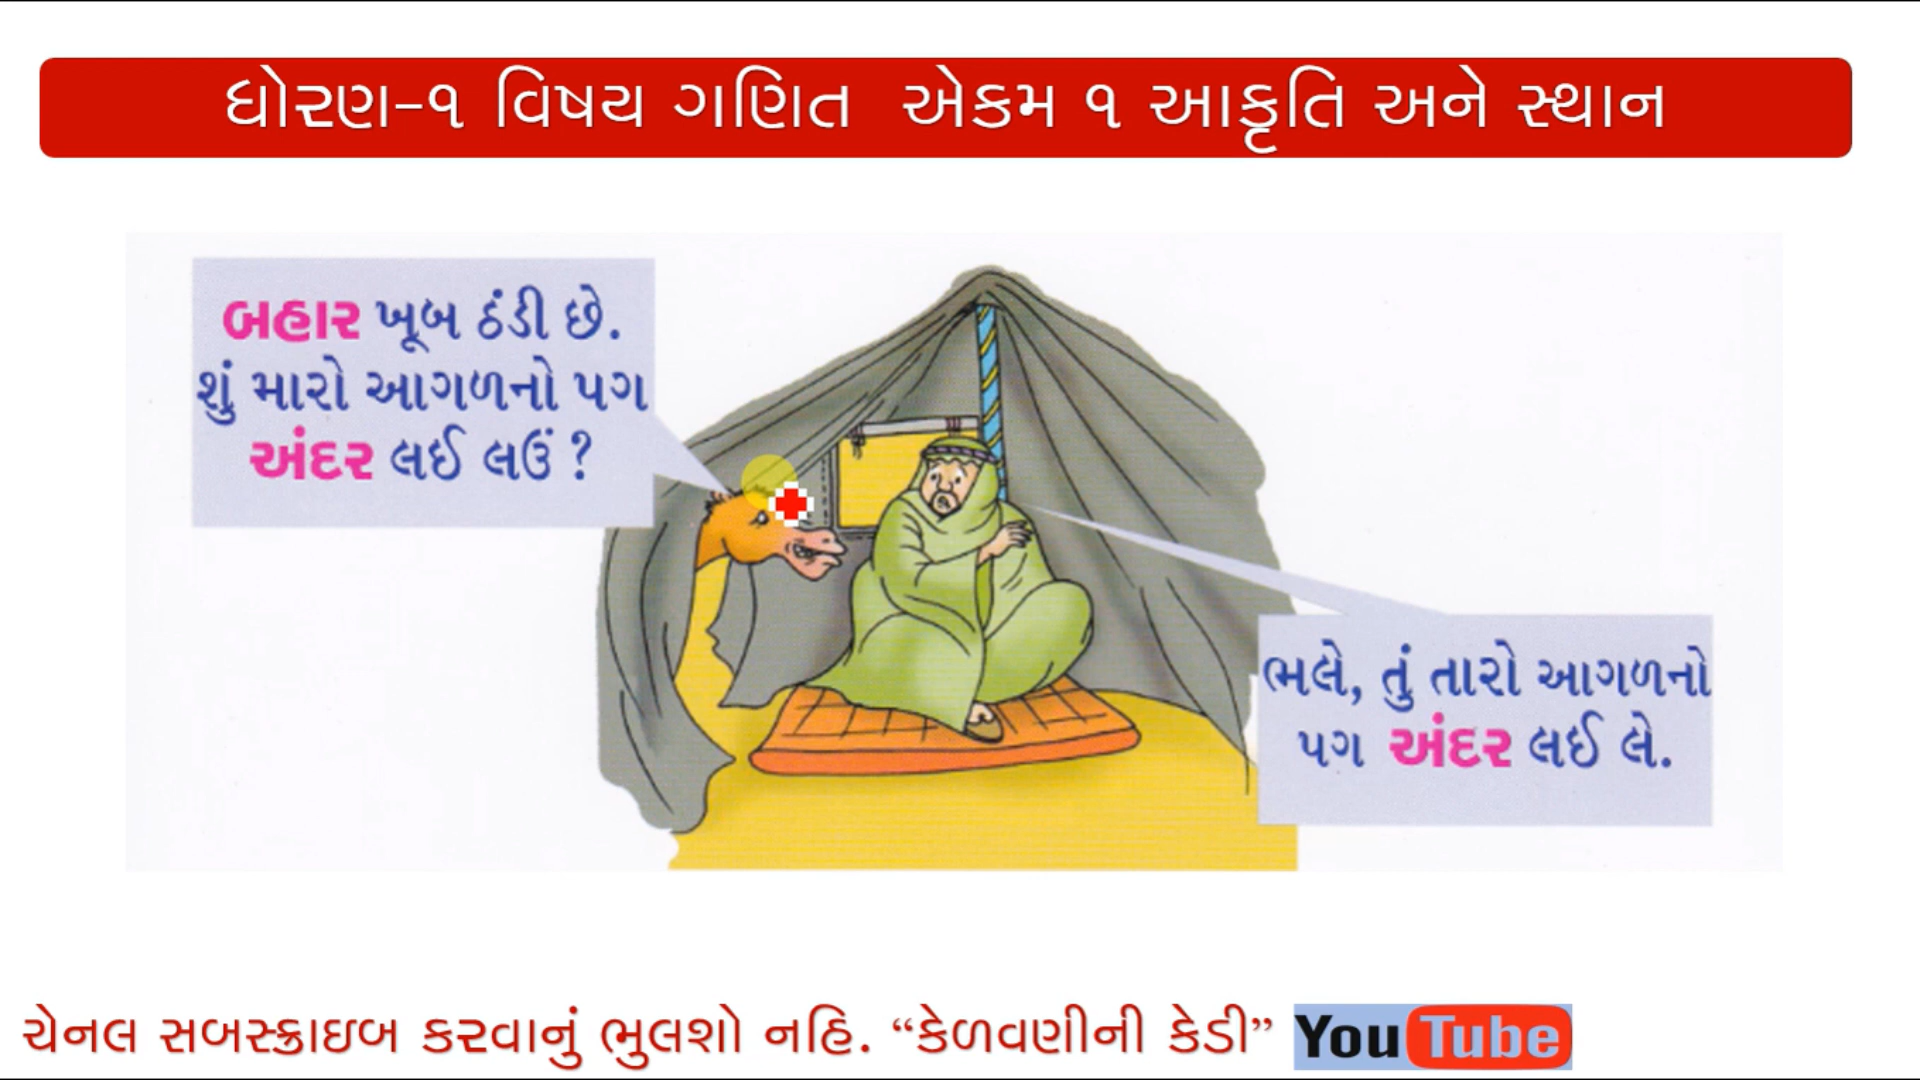 ધોરણ-૧ વિષય ગણિત એકમ ૧ આકૃતિ અને સ્થાન
બહાર ખૂબ ઠંડી છે.
શું મારો આગળનો પગ
અંદર લઈ લઉં ?
ભલે, તું તારો આગળનો
પગ અંદર લઈ લે.
ચેનલ સબસ્ક્રાઇબ કરવાનું ભુલશો નહિ. “કેળવણીની કેડી” YouTube